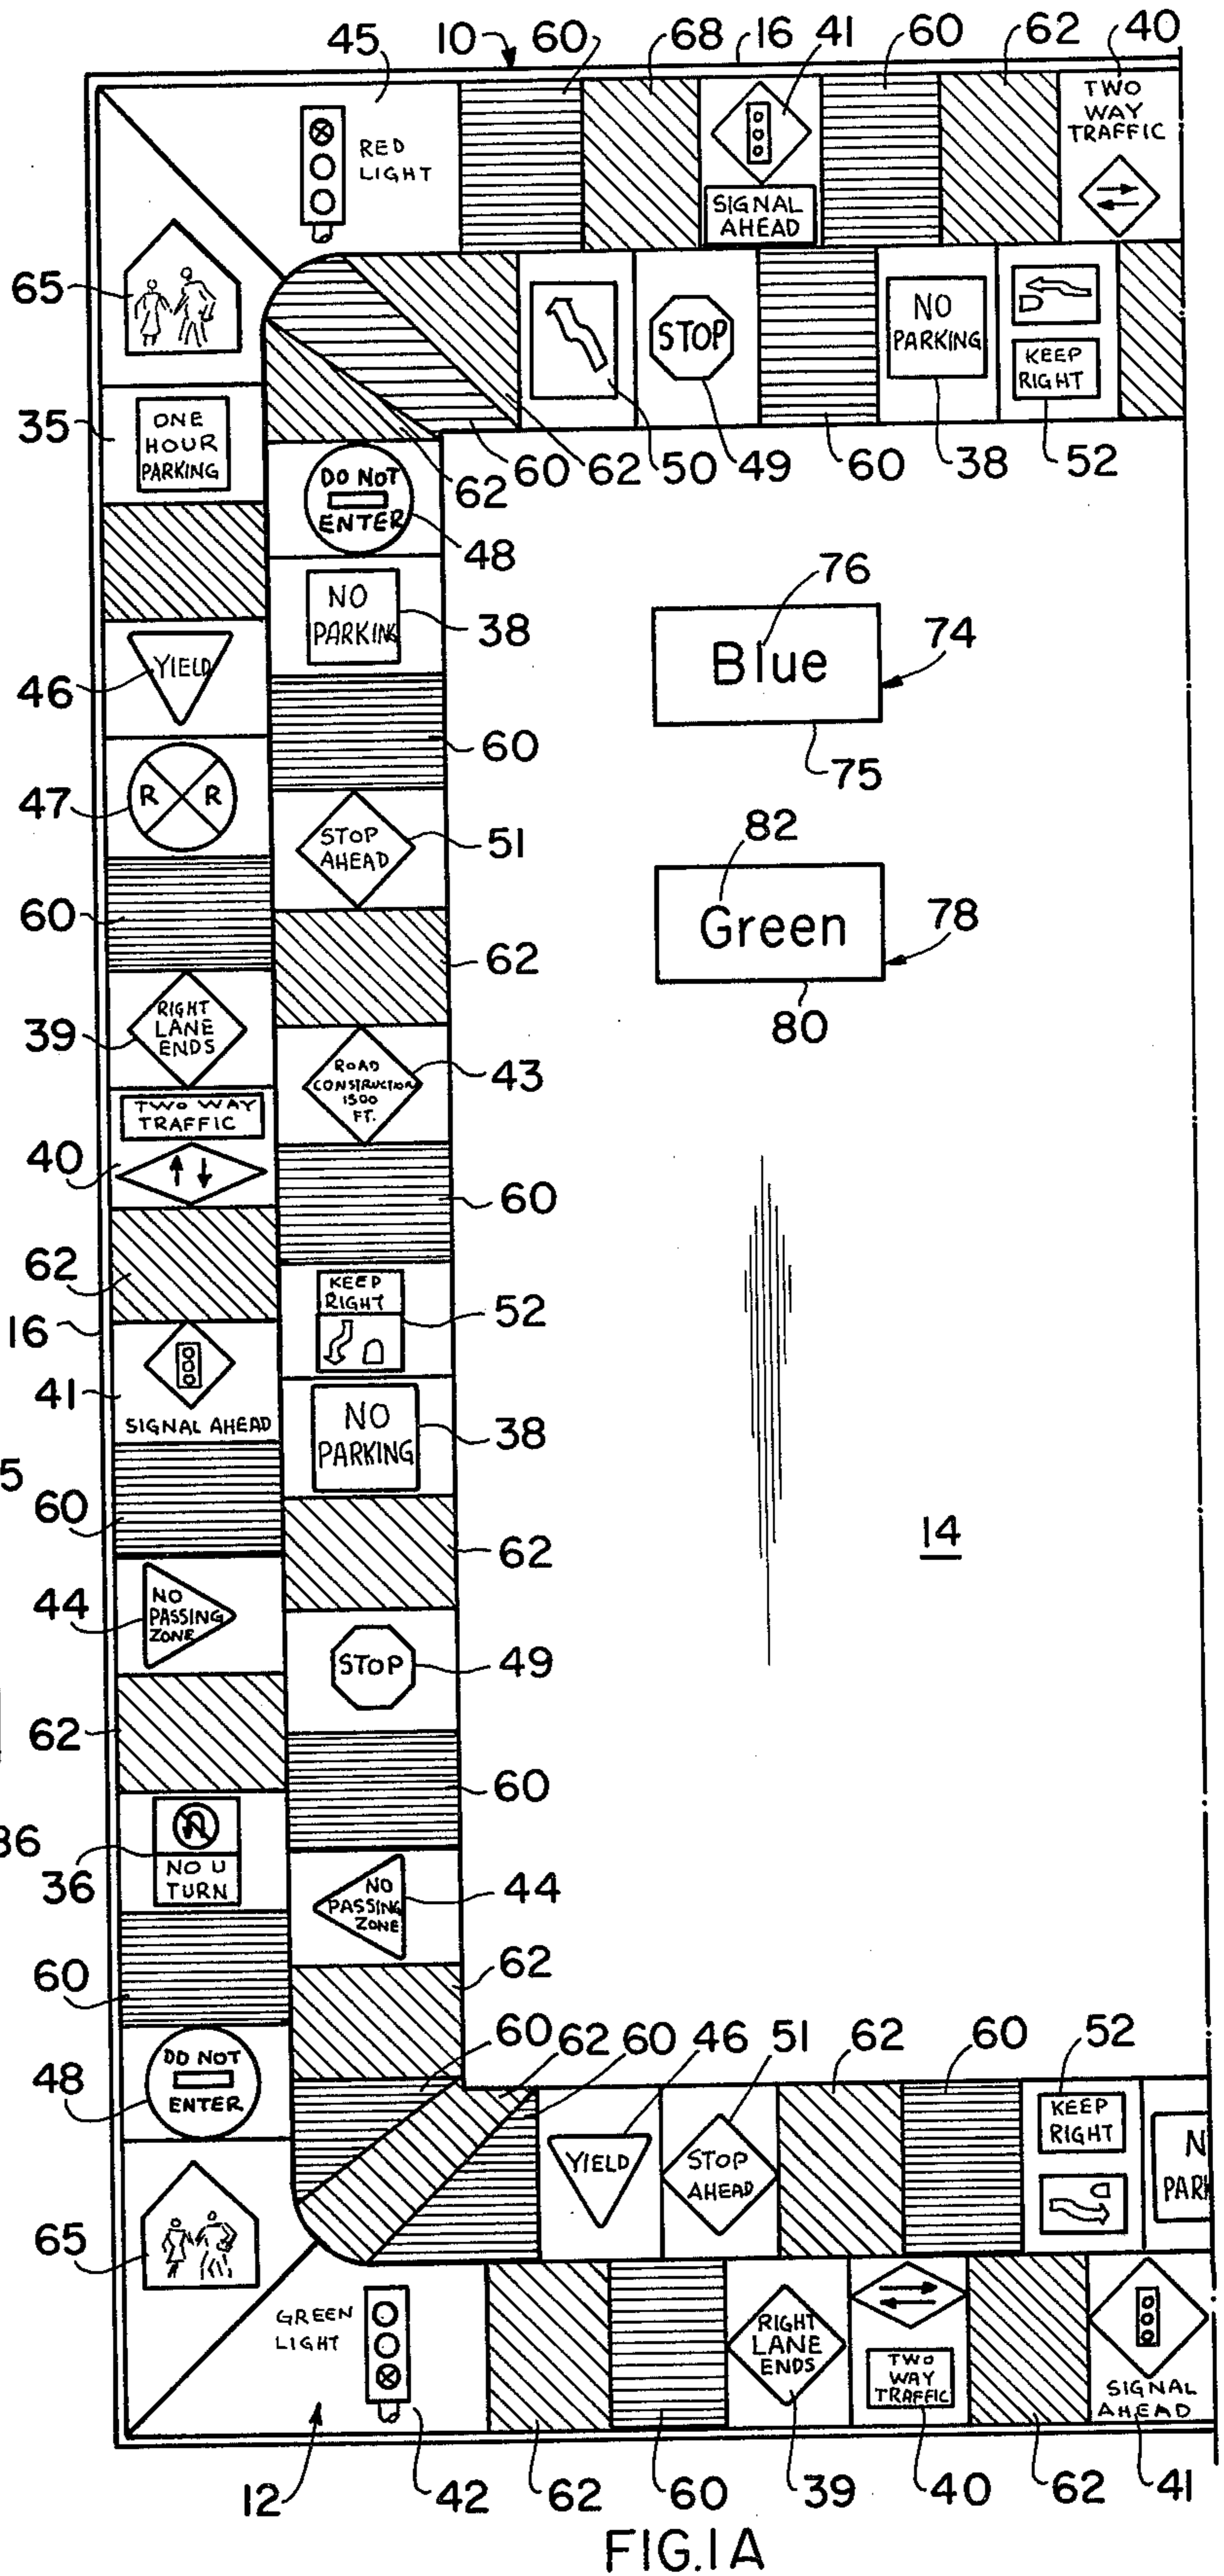 45 10 60 68 16 41 60 62 40
RED
LIGHT
SIGNAL
AHEAD
TWO
WAY
TRAFFIC
65
STOP
NO
PARKING
KEEP
RIGHT
35
ONE
HOUR
PARKING
62 60 62 50 49 60 38 52
DO NOT
ENTER
48
NO
PARKING
38
76
Blue
74
75
46
YIELD
60
47
R R
STOP
AHEAD
51
82
Green
78
80
60
62
39
RIGHT
LANE
ENDS
ROAD
CONSTRUCTION
1500
FT.
43
TWO WAY
TRAFFIC
40
60
62
KEEP
RIGHT
52
16
41
SIGNAL AHEAD
NO
PARKING
38
5
60
62
14
44
NO
PASSING
ZONE
STOP
49
62
60
36
36
NO U
TURN
NO
PASSING
ZONE
44
60
62
48
DO NOT
ENTER
60 62 60 46 51 62 60 52
YIELD
STOP
AHEAD
KEEP
RIGHT
N
PARK
65
GREEN
LIGHT
RIGHT
LANE
ENDS
TWO
WAY
TRAFFIC
SIGNAL
AHEAD
12 42 62 60 39 40 62 41
FIG.1A